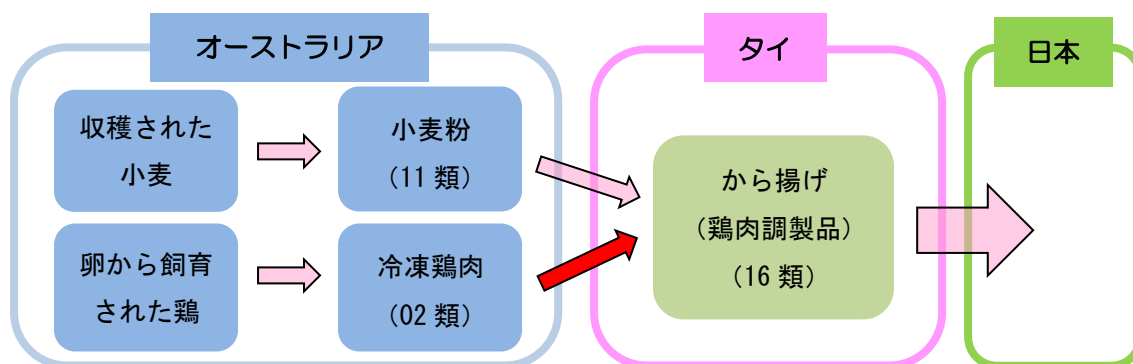 オーストラリア
タイ
日本
収穫された
小麦
小麦粉
（11 類）
卵から飼育
された鶏
冷凍鶏肉
（02 類）
から揚げ
（鶏肉調製品）
（16 類）